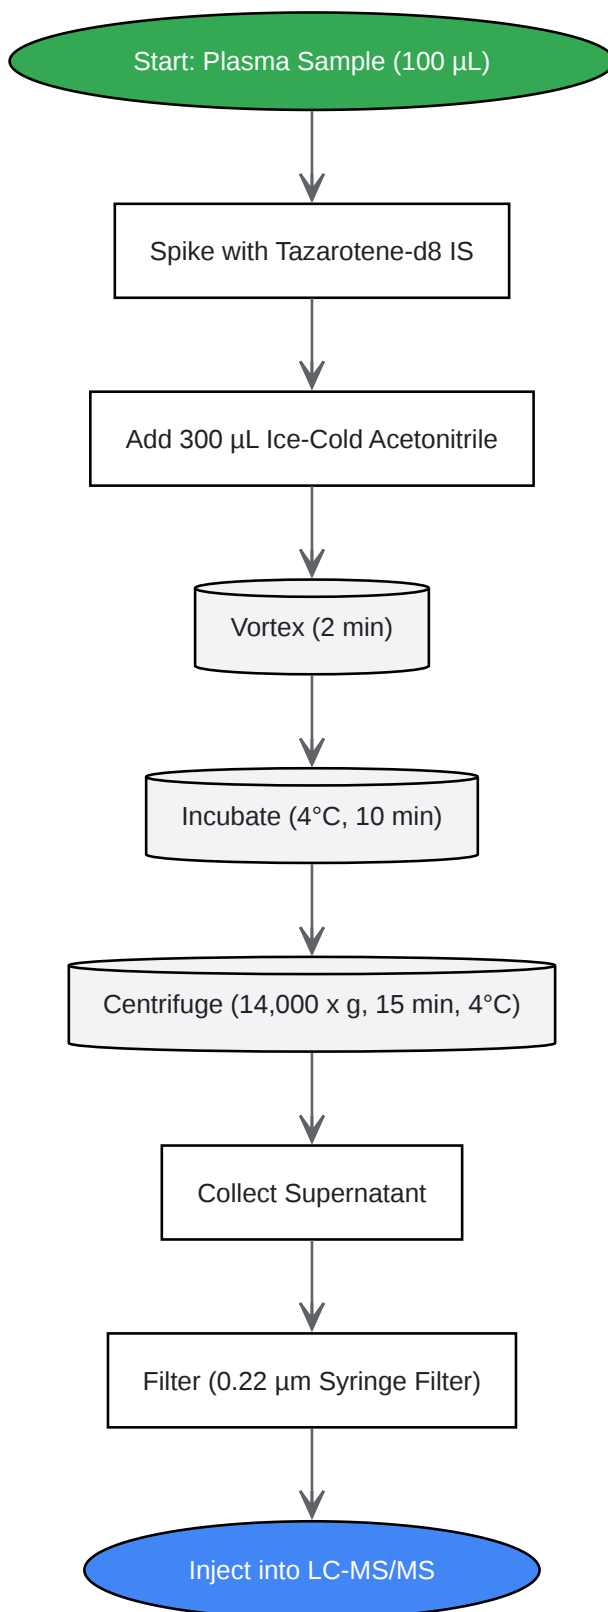 Start: Plasma Sample (100 µL)
Spike with Tazarotene-d8 IS
Add 300 µL Ice-Cold Acetonitrile
Vortex (2 min)
Incubate (4°C, 10 min)
Centrifuge (14,000 x g, 15 min, 4°C)
Collect Supernatant
Filter (0.22 µm Syringe Filter)
Inject into LC-MS/MS